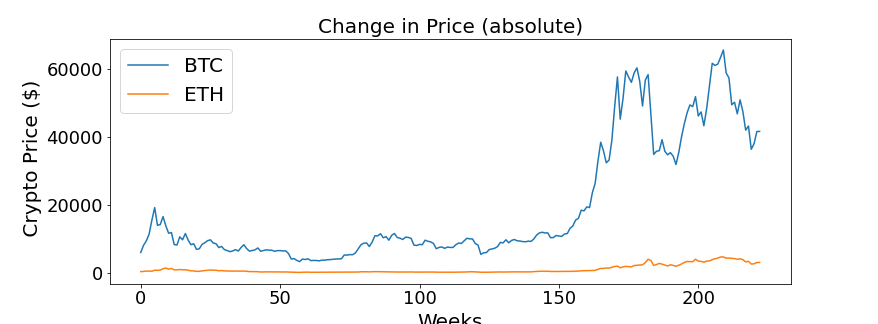 Change in Price (absolute)
BTC
ETH
Crypto Price ($)
60000
40000
20000
0
0 50 100 150 200
Weeks